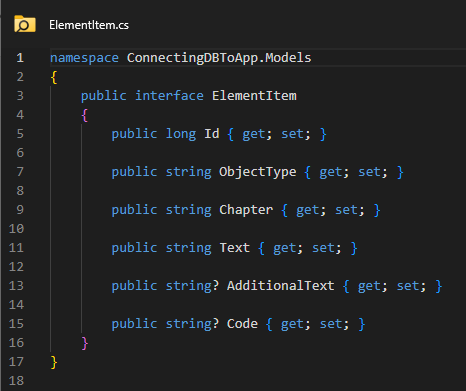 ElementItem.cs
1 namespace ConnectingDBToApp.Models
2 {
3     public interface ElementItem
4     {
5         public long Id { get; set; }
6
7         public string ObjectType { get; set; }
8
9         public string Chapter { get; set; }
10
11         public string Text { get; set; }
12
13         public string? AdditionalText { get; set; }
14
15         public string? Code { get; set; }
16     }
17 }
18